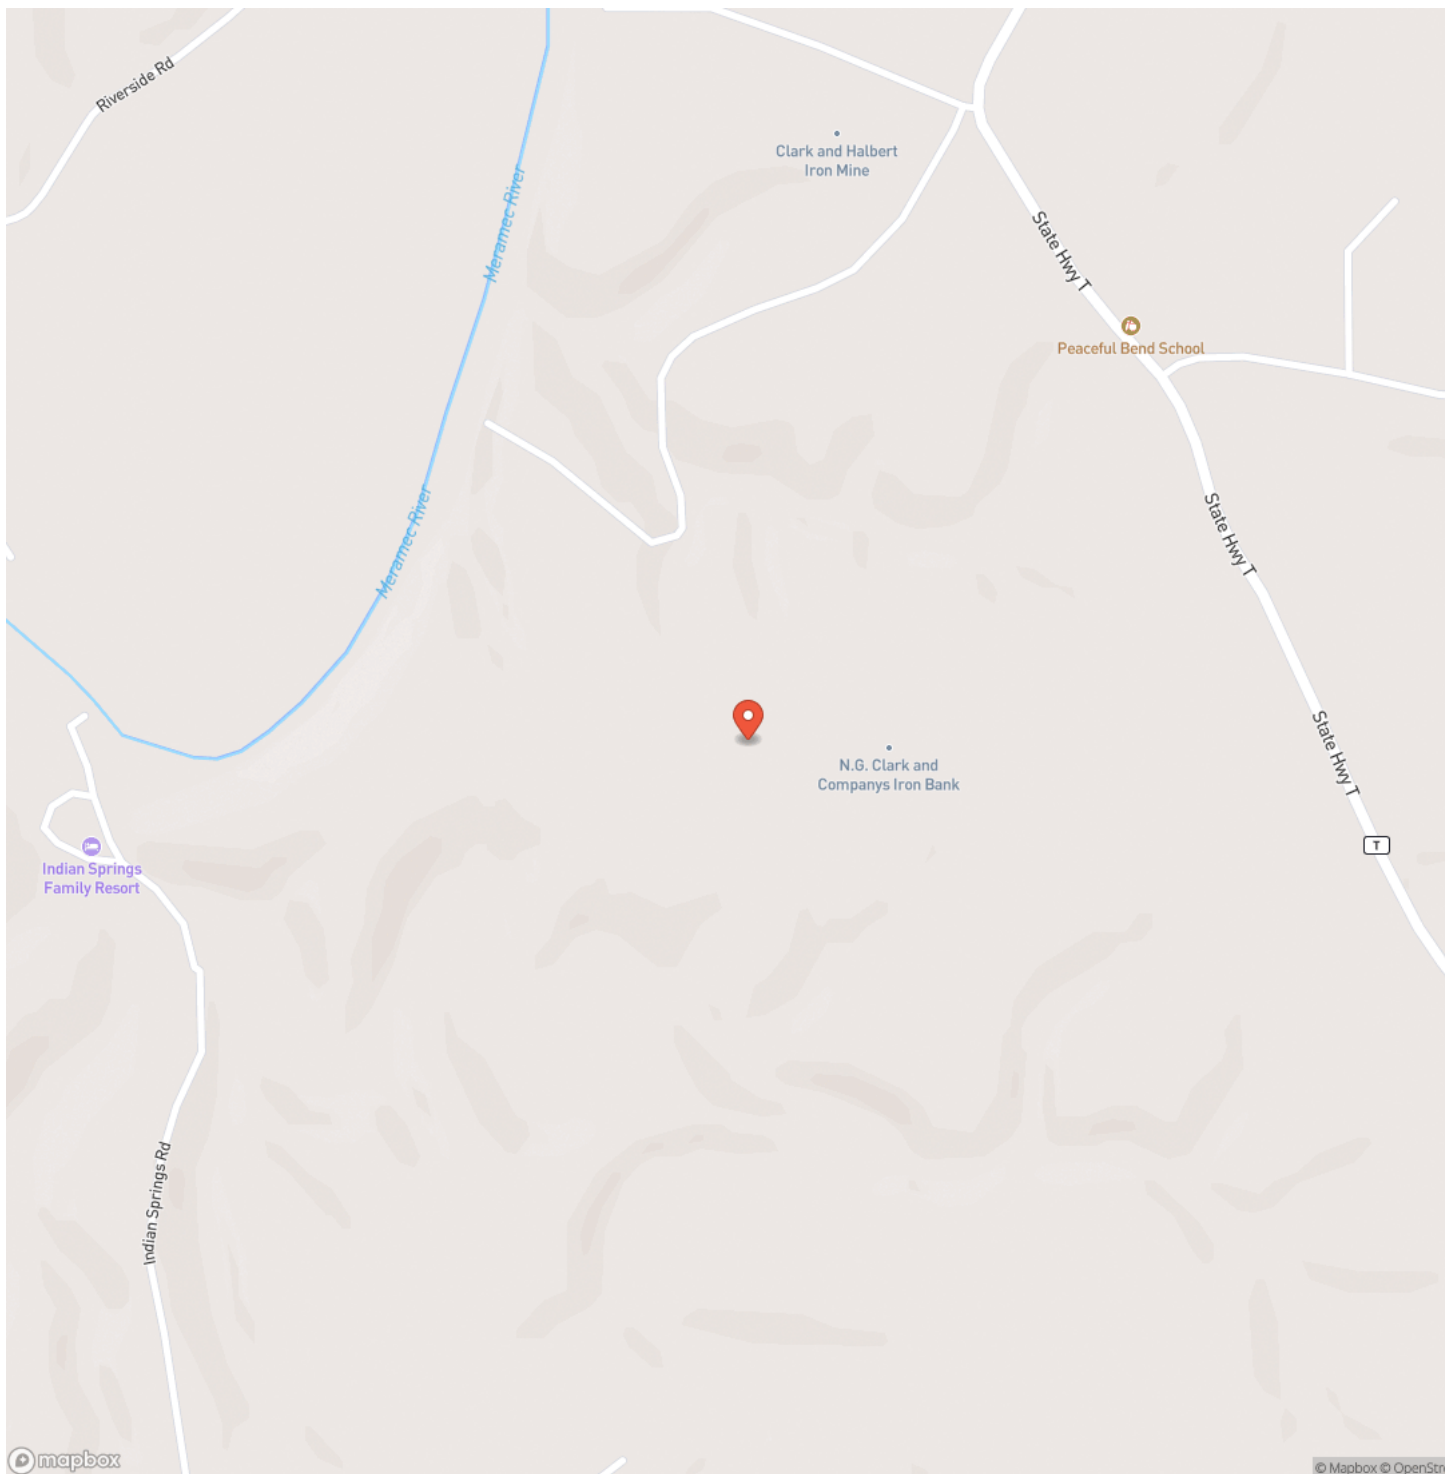 Riverside Rd
Clark and Halbert
Iron Mine
Meramec River
State Hwy T
Peaceful Bend School
Meramec River
State Hwy T
N.G. Clark and
Companys Iron Bank
State Hwy T
T
Indian Springs
Family Resort
Indian Springs Rd
mapbox
© Mapbox © OpenStre